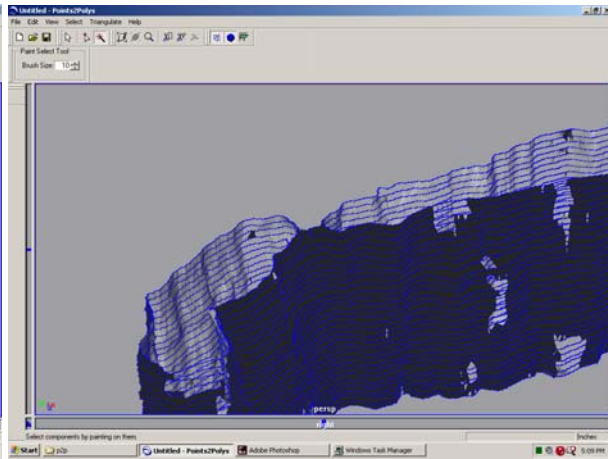 Untitled - Points2Polys
File Edit View Select Triangulate Help
Paint Select Tool
Brush Size: 10
persp
right
Select components by painting on them
Inches
Start p2p Untitled - Points2Polys Adobe Photoshop Windows Task Manager 5:09 PM